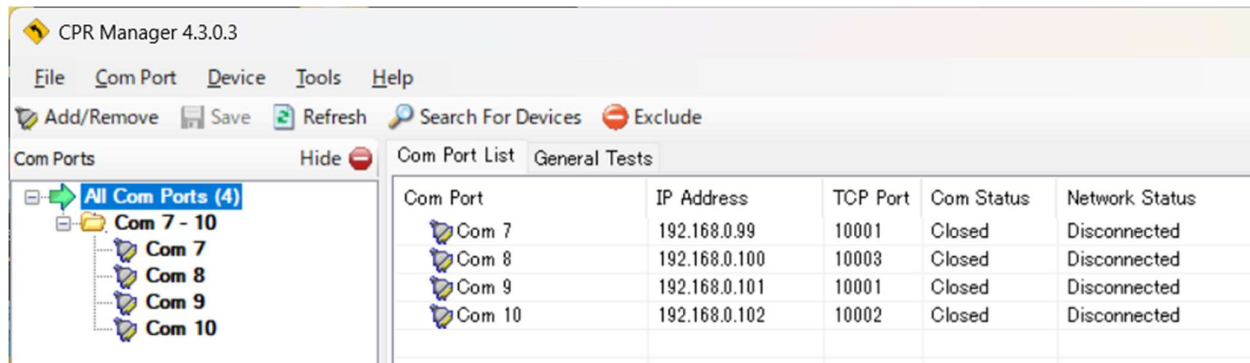 CPR Manager 4.3.0.3
File Com Port Device Tools Help
Add/Remove Save Refresh Search For Devices Exclude
Com Ports Hide
All Com Ports (4)
Com 7 - 10
Com 7
Com 8
Com 9
Com 10
Com Port List General Tests
Com Port IP Address TCP Port Com Status Network Status
Com 7 192.168.0.99 10001 Closed Disconnected
Com 8 192.168.0.100 10003 Closed Disconnected
Com 9 192.168.0.101 10001 Closed Disconnected
Com 10 192.168.0.102 10002 Closed Disconnected